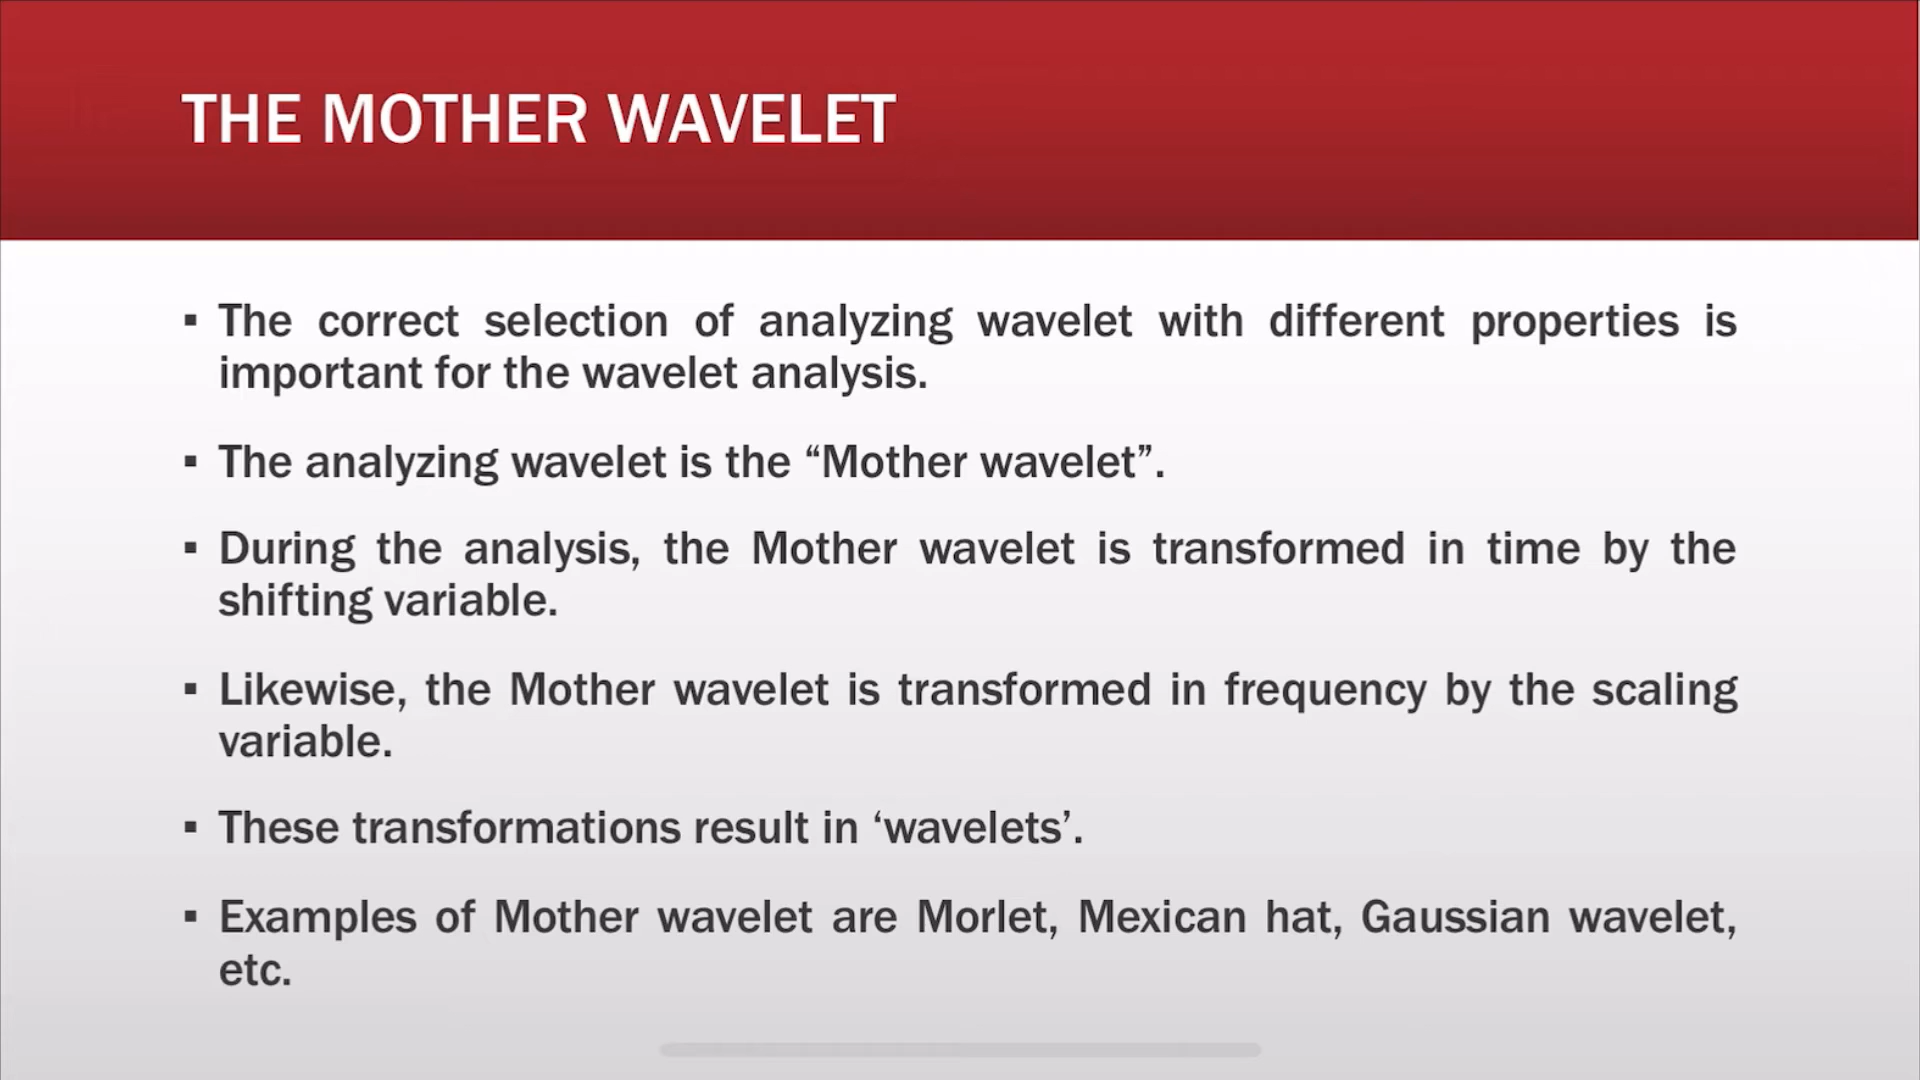 THE MOTHER WAVELET
▪ The correct selection of analyzing wavelet with different properties is
important for the wavelet analysis.
▪ The analyzing wavelet is the “Mother wavelet”.
▪ During the analysis, the Mother wavelet is transformed in time by the
shifting variable.
▪ Likewise, the Mother wavelet is transformed in frequency by the scaling
variable.
▪ These transformations result in ‘wavelets’.
▪ Examples of Mother wavelet are Morlet, Mexican hat, Gaussian wavelet,
etc.